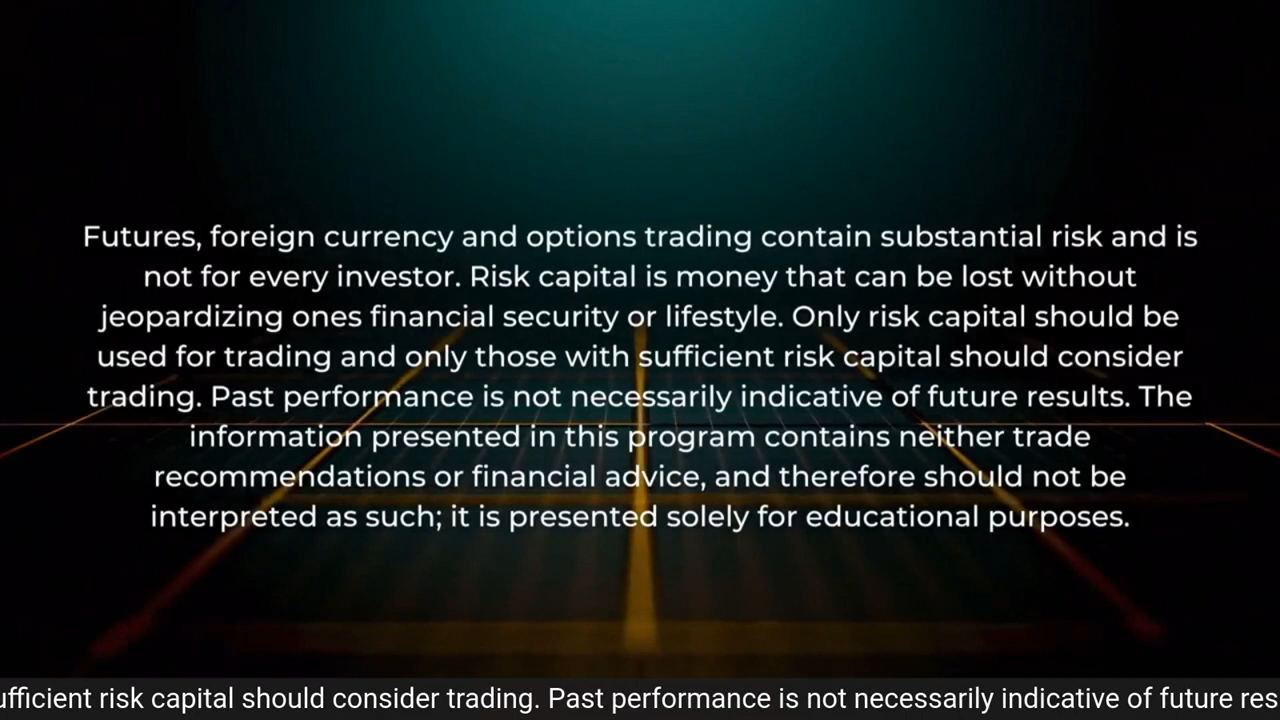 Futures, foreign currency and options trading contain substantial risk and is
not for every investor. Risk capital is money that can be lost without
jeopardizing ones financial security or lifestyle. Only risk capital should be
used for trading and only those with sufficient risk capital should consider
trading. Past performance is not necessarily indicative of future results. The
information presented in this program contains neither trade
recommendations or financial advice, and therefore should not be
interpreted as such; it is presented solely for educational purposes.
ufficient risk capital should consider trading. Past performance is not necessarily indicative of future res